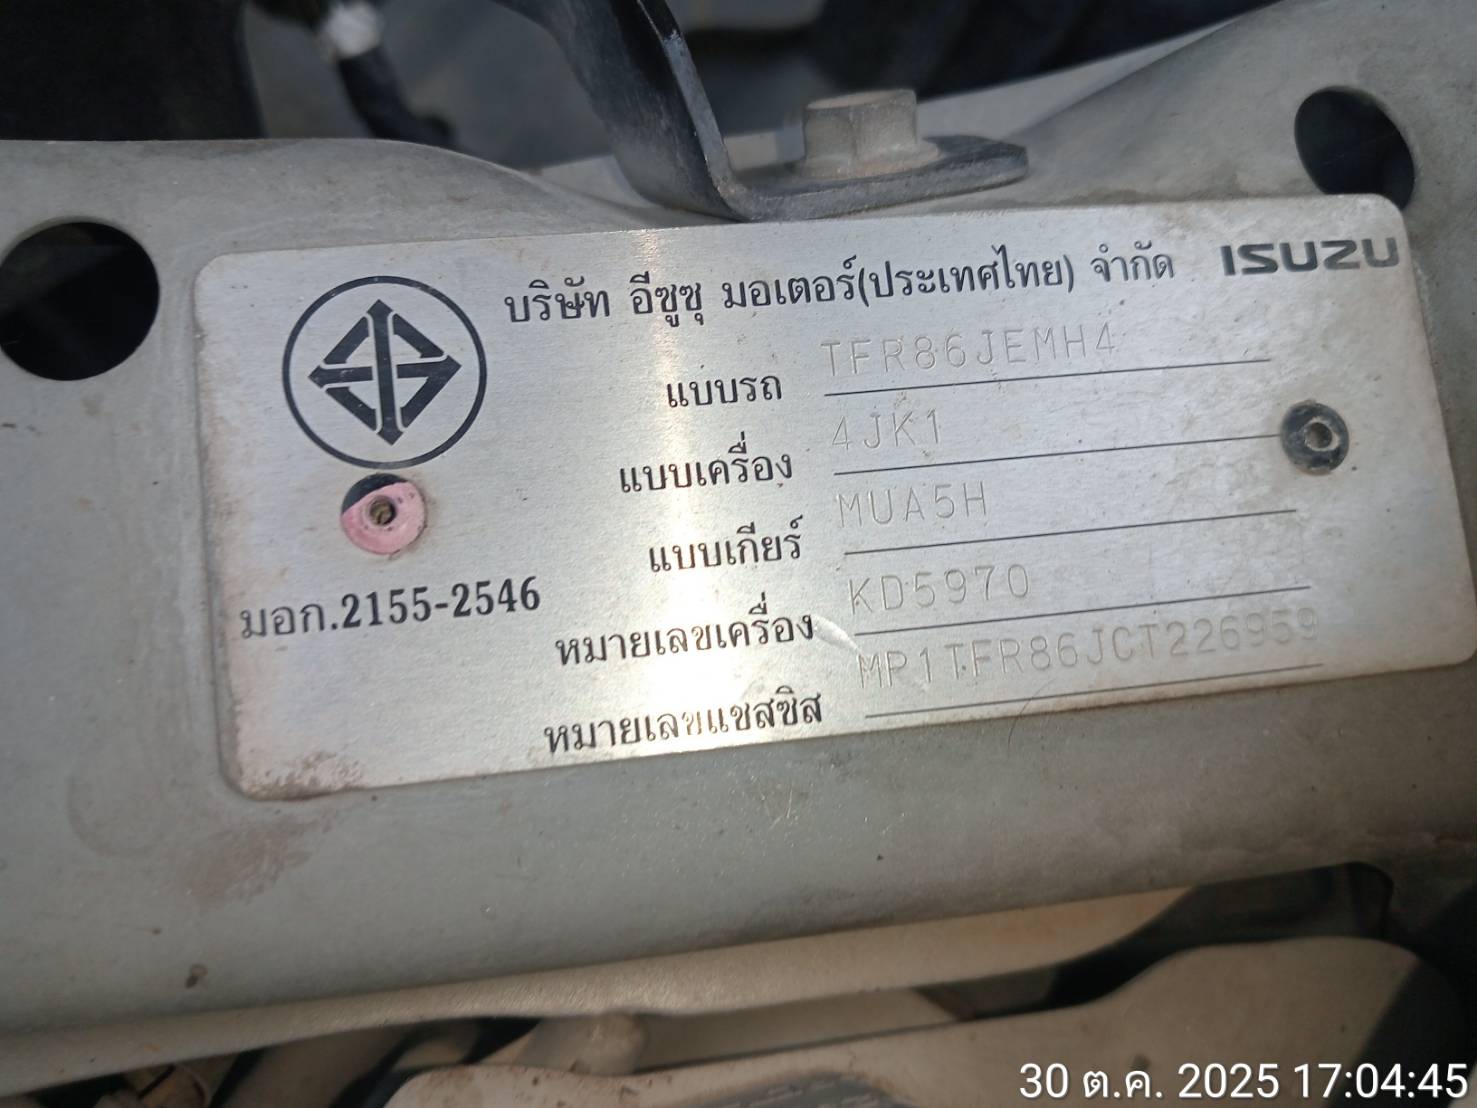 บริษัท อีซูซุ มอเตอร์(ประเทศไทย) จำกัด ISUZU
แบบรถ TFR86JEMH4
แบบเครื่อง 4JK1
แบบเกียร์ MUA5H
มอก.2155-2546
หมายเลขเครื่อง KD5970
หมายเลขแชสซิส MP1TFR86JCT226959
30 ต.ค. 2025 17:04:45